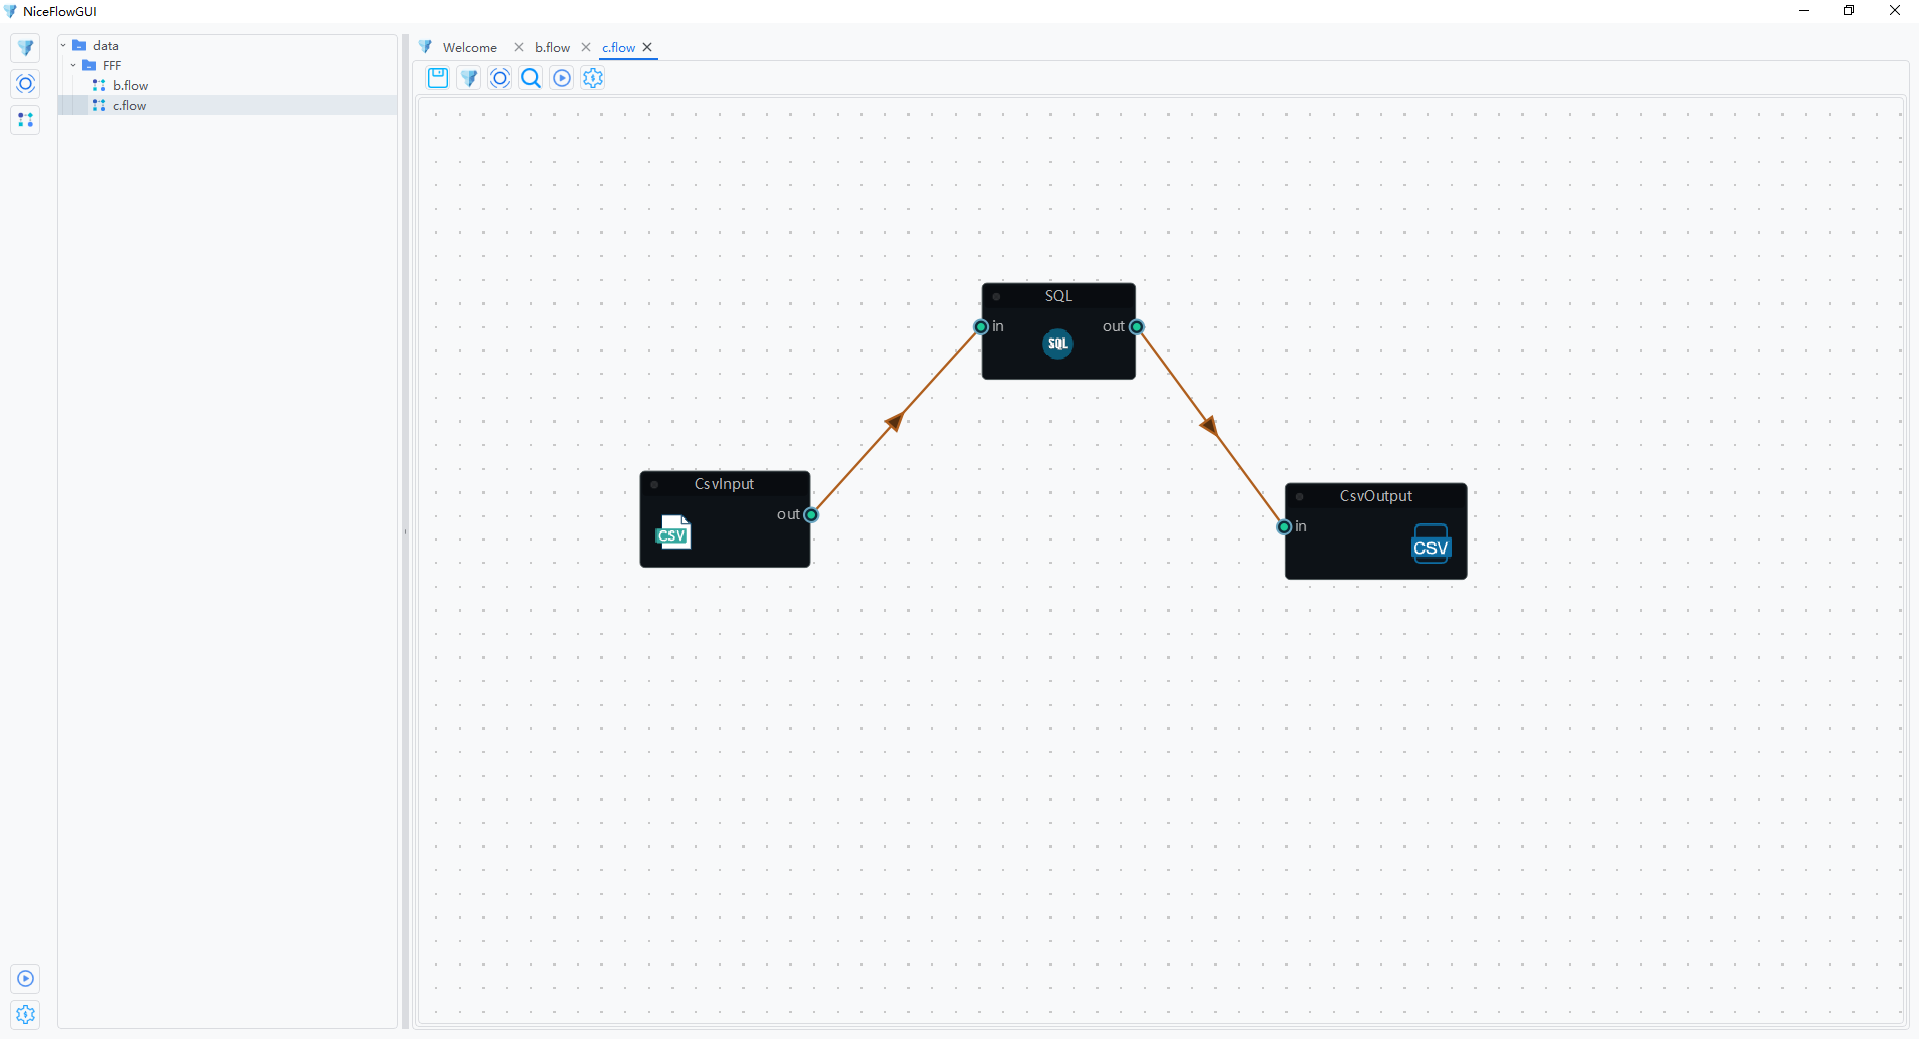 NiceFlowGUI
data
FFF
b.flow
c.flow
Welcome b.flow c.flow
SQL
in out
SQL
CsvInput
out
CSV
CsvOutput
in
CSV